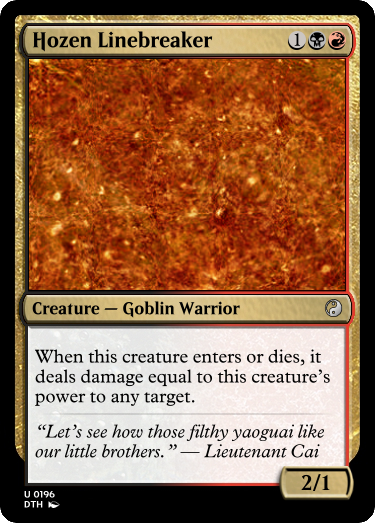 Hozen Linebreaker 1
Creature — Goblin Warrior
When this creature enters or dies, it
deals damage equal to this creature's
power to any target.
“Let's see how those filthy yaoguai like
our little brothers.” — Lieutenant Cai
2/1
U 0196
DTH